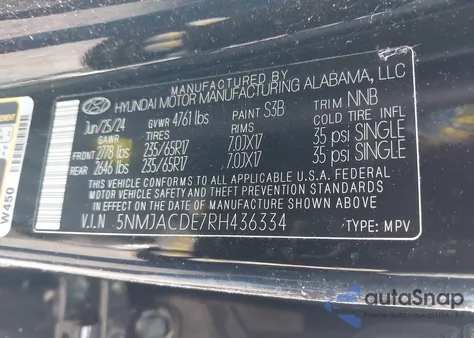 MANUFACTURED BY
HYUNDAI MOTOR MANUFACTURING ALABAMA, LLC
Jun/25/24 GVWR 4761 lbs PAINT S3B TRIM NNB
TIRES RIMS COLD TIRE INFL
FRONT 2778 lbs 235/65R17 7.0JX17 35 psi SINGLE
REAR 2646 lbs 235/65R17 7.0JX17 35 psi SINGLE
THIS VEHICLE CONFORMS TO ALL APPLICABLE U.S.A. FEDERAL
MOTOR VEHICLE SAFETY AND THEFT PREVENTION STANDARDS
IN EFFECT ON THE DATE OF MANUFACTURE SHOWN ABOVE
V.I.N 5NMJACDE7RH436334 TYPE: MPV
W450
autoSnap